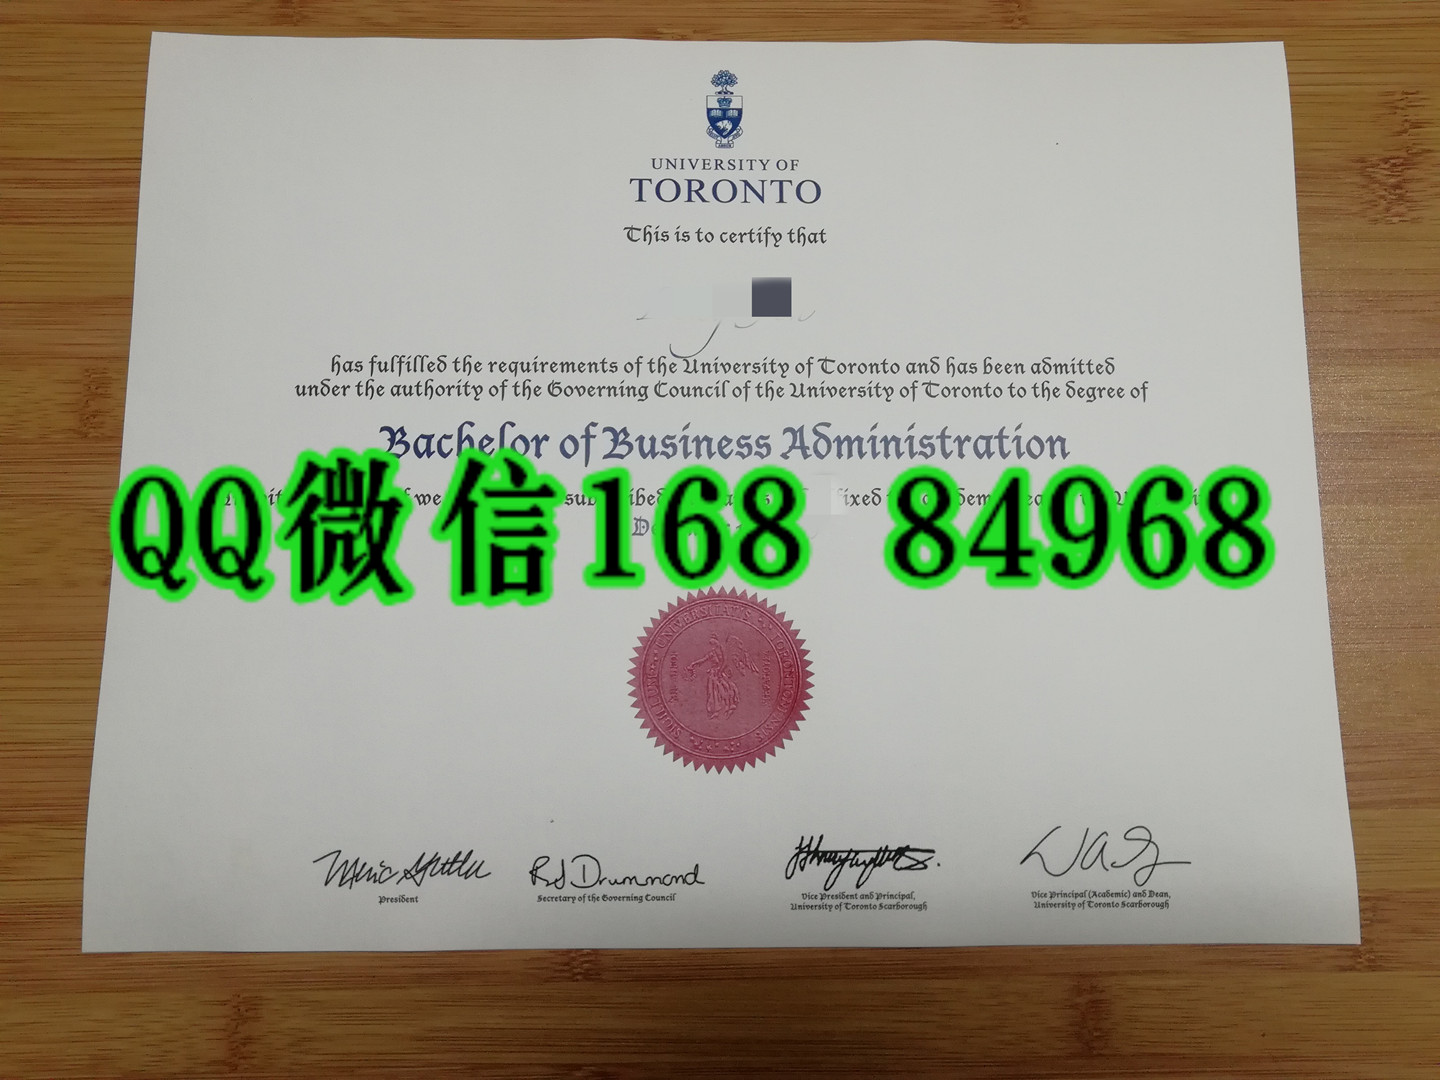 UNIVERSITY OF
TORONTO
This is to certify that
has fulfilled the requirements of the University of Toronto and has been admitted
under the authority of the Governing Council of the University of Toronto to the degree of
Bachelor of Business Administration
QQ微信168 84968
SIGILLUM UNIVERSITATIS TORONTONENSIS
President
Secretary of the Governing Council
Vice President and Principal,
University of Toronto Scarborough
Vice Principal (Academic) and Dean,
University of Toronto Scarborough